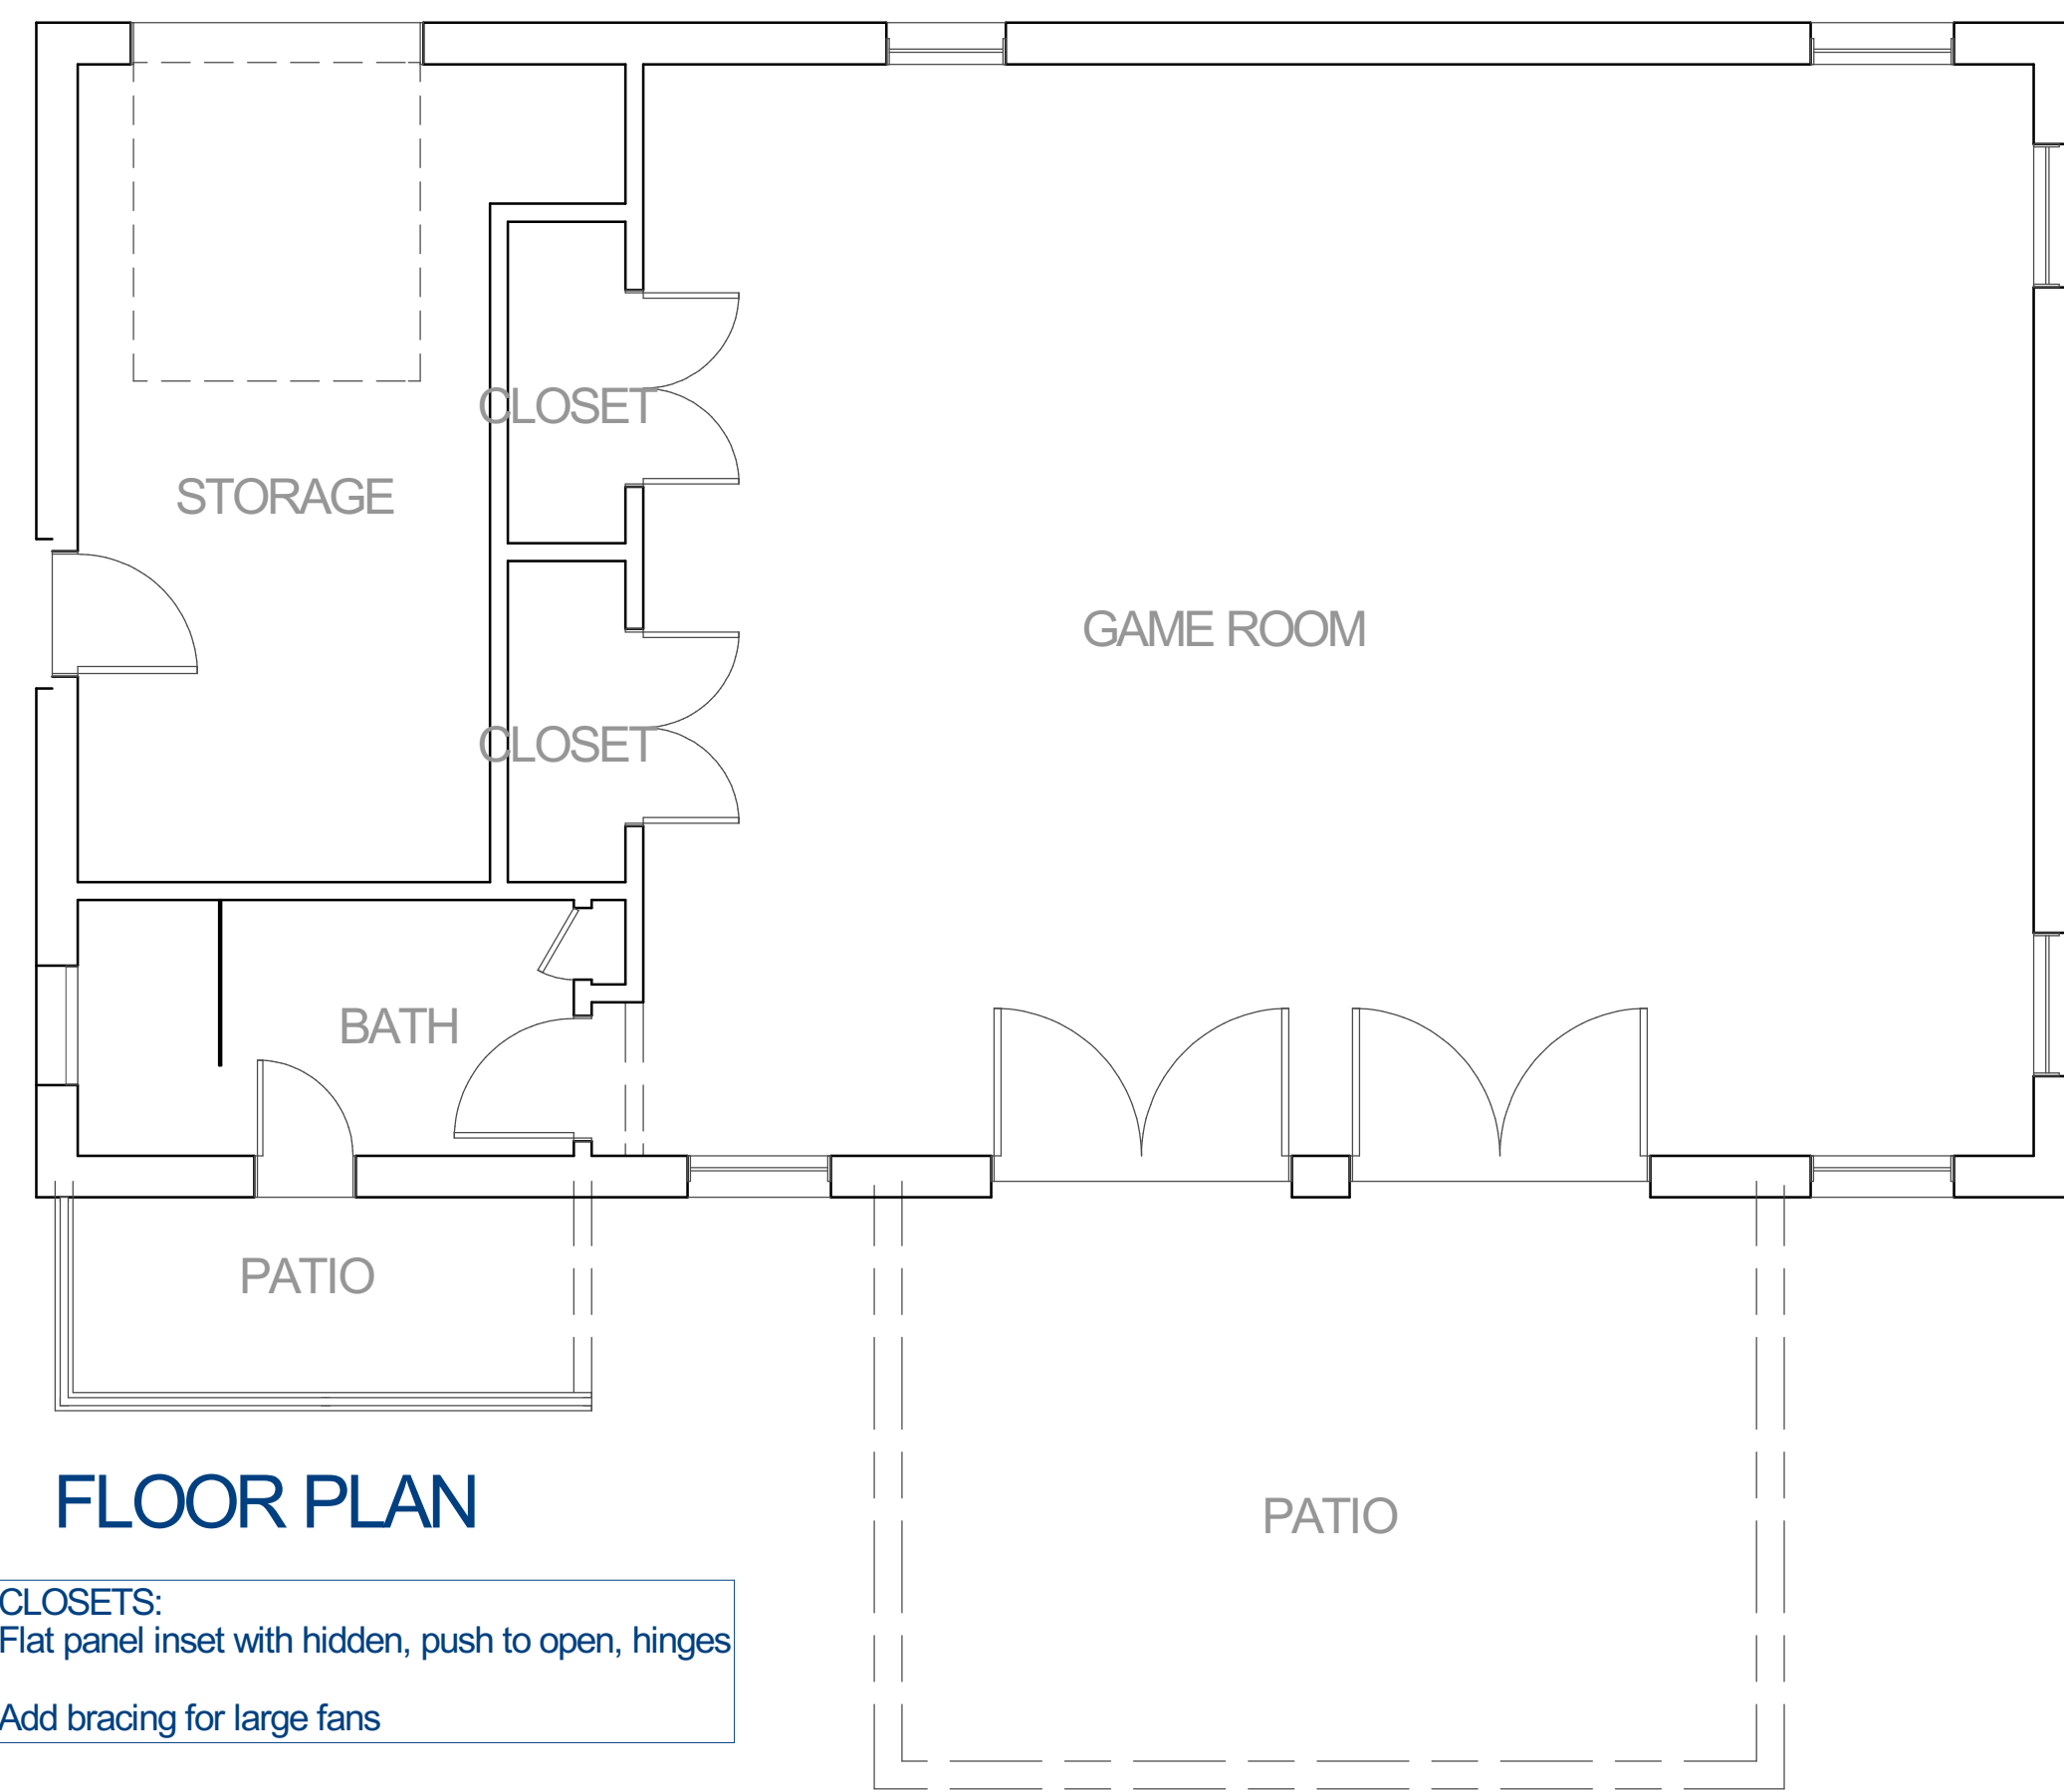 CLOSET
STORAGE
GAME ROOM
CLOSET
BATH
PATIO
FLOOR PLAN
PATIO
CLOSETS:
Flat panel inset with hidden, push to open, hinges
Add bracing for large fans